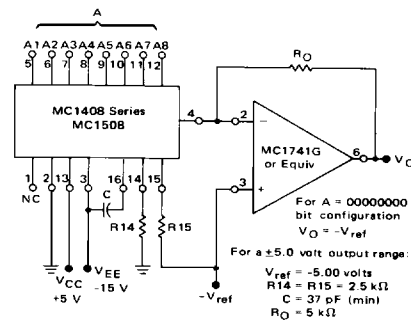 A
A1 A2 A3 A4 A5 A6 A7 A8
5 6 7 8 9 10 11 12
MC1408 Series
MC1508
4
RO
2
−
MC1741G
or Equiv
6
VO
3
+
1 2 13 3 16 14 15
NC
C
R14
R15
VCC
+5 V
VEE
-15 V
−Vref
For A = 00000000
bit configuration
VO = −Vref
For a ±5.0 volt output range:
Vref = −5.00 volts
R14 = R15 = 2.5 kΩ
C = 37 pF (min)
RO = 5 kΩ